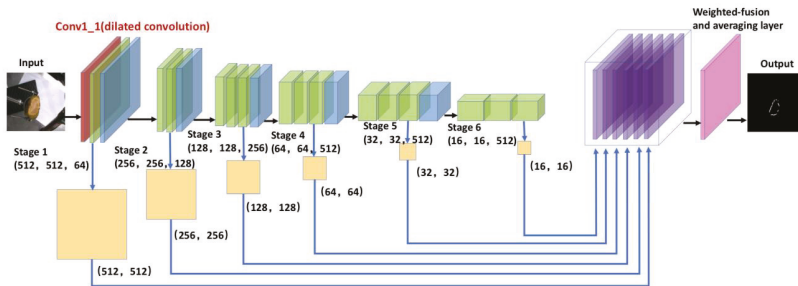 Conv1_1(dilated convolution)
Weighted-fusion
and averaging layer
Input
Output
Stage 1
(512, 512, 64)
Stage 2
(256, 256, 128)
Stage 3
(128, 128, 256)
Stage 4
(64, 64, 512)
Stage 5
(32, 32, 512)
Stage 6
(16, 16, 512)
(512, 512)
(256, 256)
(128, 128)
(64, 64)
(32, 32)
(16, 16)